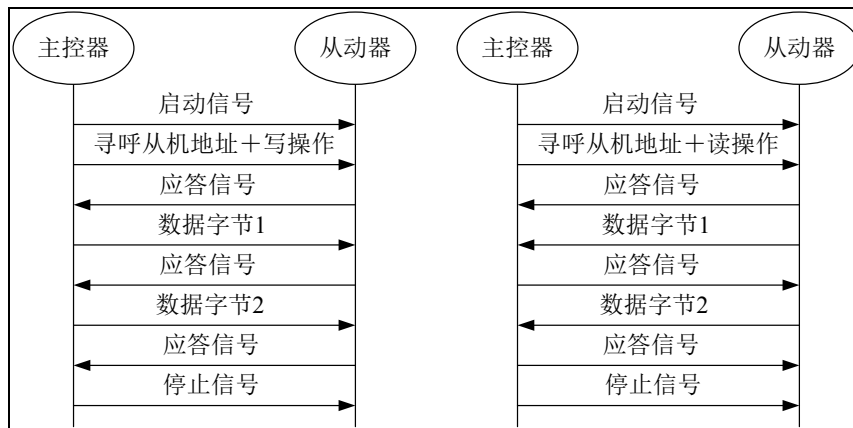 主控器
从动器
启动信号
寻呼从机地址+写操作
应答信号
数据字节1
应答信号
数据字节2
应答信号
停止信号
主控器
从动器
启动信号
寻呼从机地址+读操作
应答信号
数据字节1
应答信号
数据字节2
应答信号
停止信号